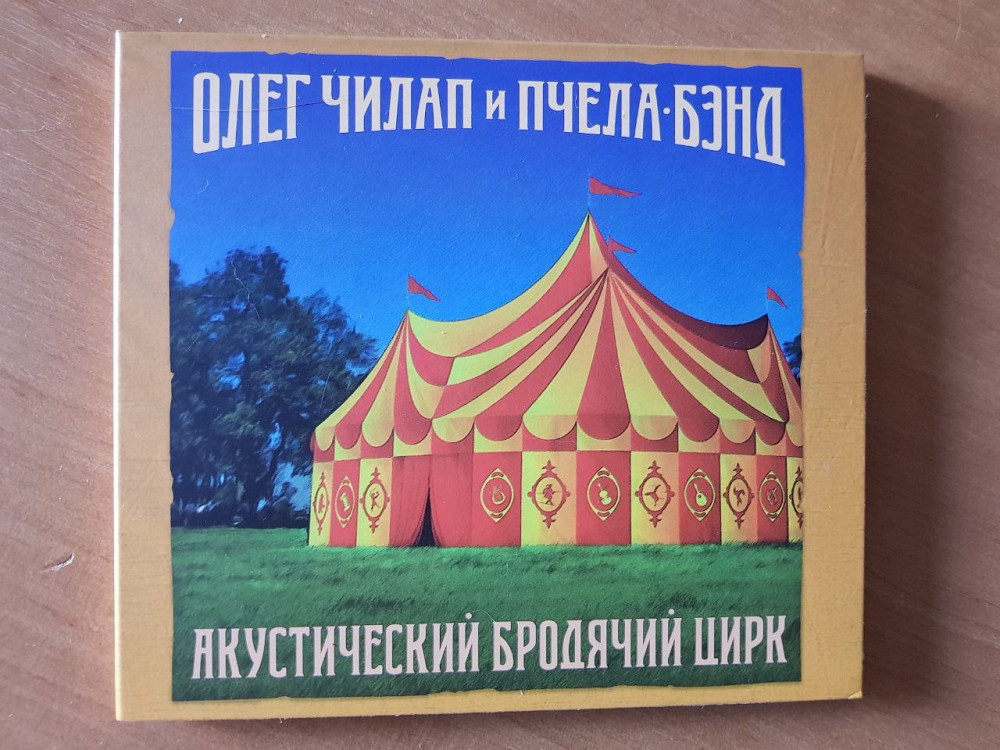 ОЛЕГ ЧИЛАП и ПЧЕЛА·БЭНД
АКУСТИЧЕСКИЙ БРОДЯЧИЙ ЦИРК